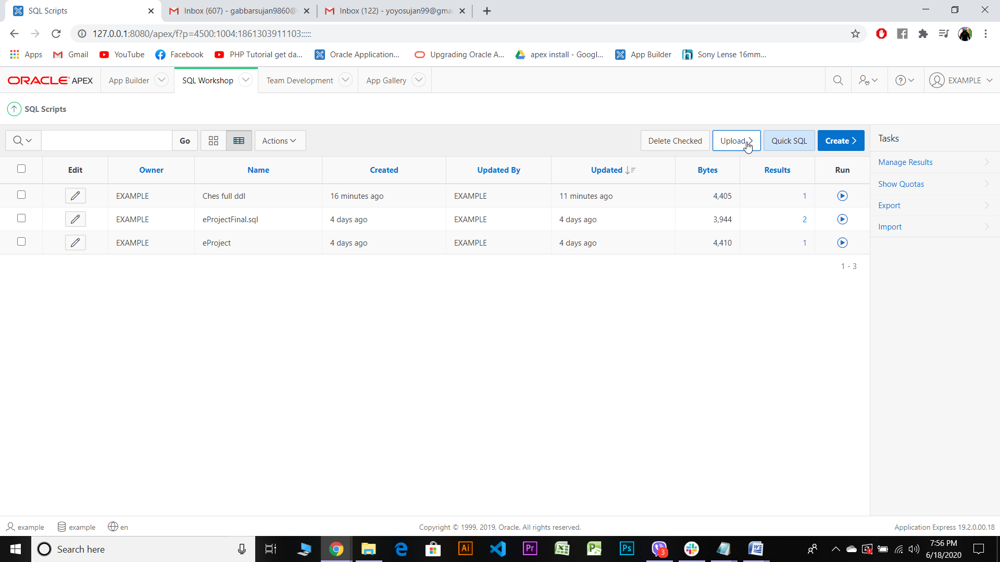 SQL Scripts
Inbox (607) - gabbarsujan9860@
Inbox (122) - yoyosujan99@gmai
127.0.0.1:8080/apex/f?p=4500:1004:1861303911103:::::
Apps Gmail YouTube Facebook PHP Tutorial get da... Oracle Application... Upgrading Oracle A... apex install - Googl... App Builder Sony Lense 16mm...
ORACLE APEX App Builder SQL Workshop Team Development App Gallery EXAMPLE
SQL Scripts
Go Actions Delete Checked Upload Quick SQL Create Tasks
Edit Owner Name Created Updated By Updated Bytes Results Run
EXAMPLE Ches full ddl 16 minutes ago EXAMPLE 11 minutes ago 4,405 1
EXAMPLE eProjectFinal.sql 4 days ago EXAMPLE 4 days ago 3,944 2
EXAMPLE eProject 4 days ago EXAMPLE 4 days ago 4,410 1
1 - 3
Manage Results
Show Quotas
Export
Import
example example en Copyright © 1999, 2019, Oracle. All rights reserved. Application Express 19.2.0.00.18
Search here Ai Pr Ps 3 7:56 PM
6/18/2020